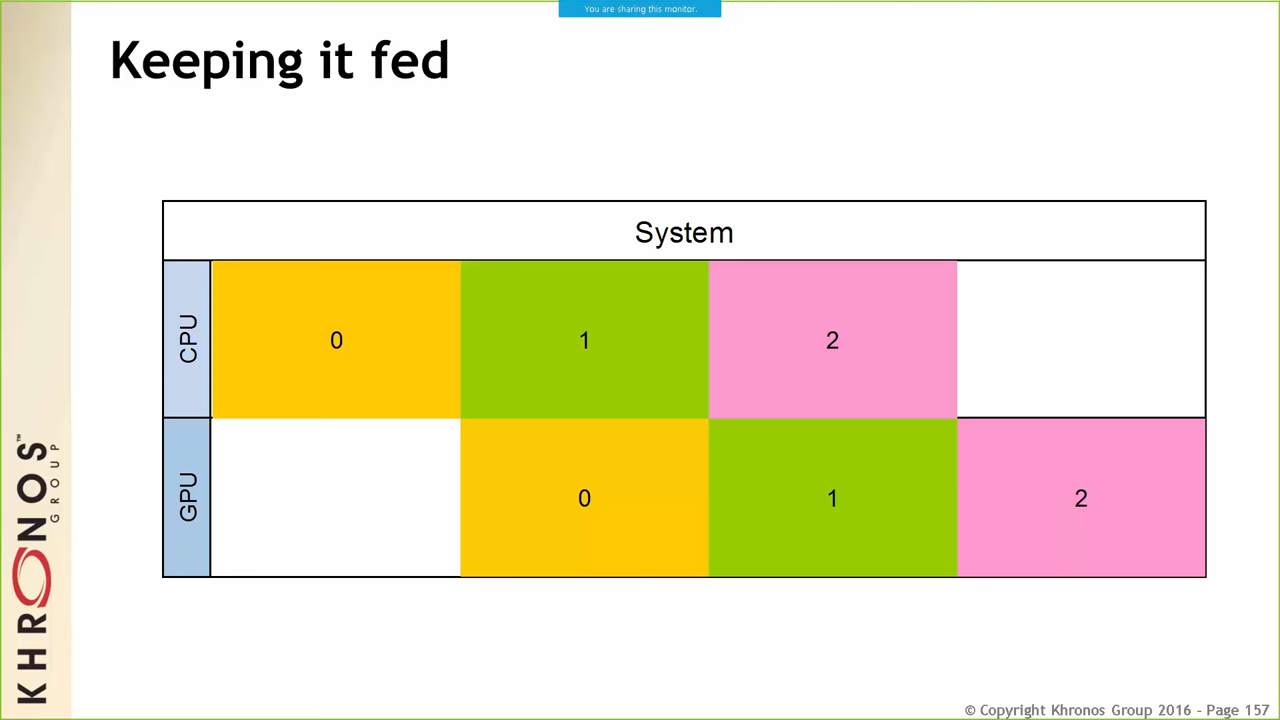 You are sharing this monitor.
Keeping it fed
System
CPU
0
1
2
GPU
0
1
2
KHRONOS™
GROUP
© Copyright Khronos Group 2016 - Page 157